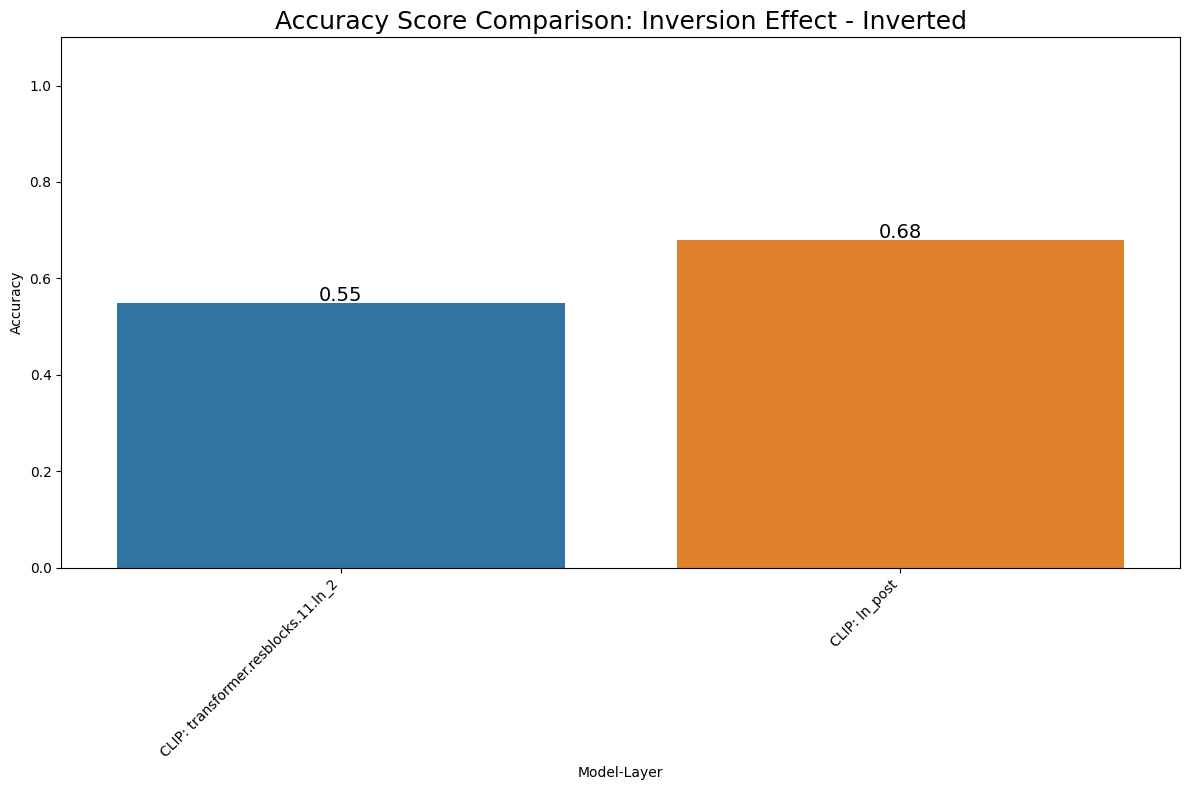 Accuracy Score Comparison: Inversion Effect - Inverted
Accuracy
1.0
0.8
0.6
0.4
0.2
0.0
0.55
0.68
CLIP: transformer.resblocks.11.ln_2
CLIP: ln_post
Model-Layer